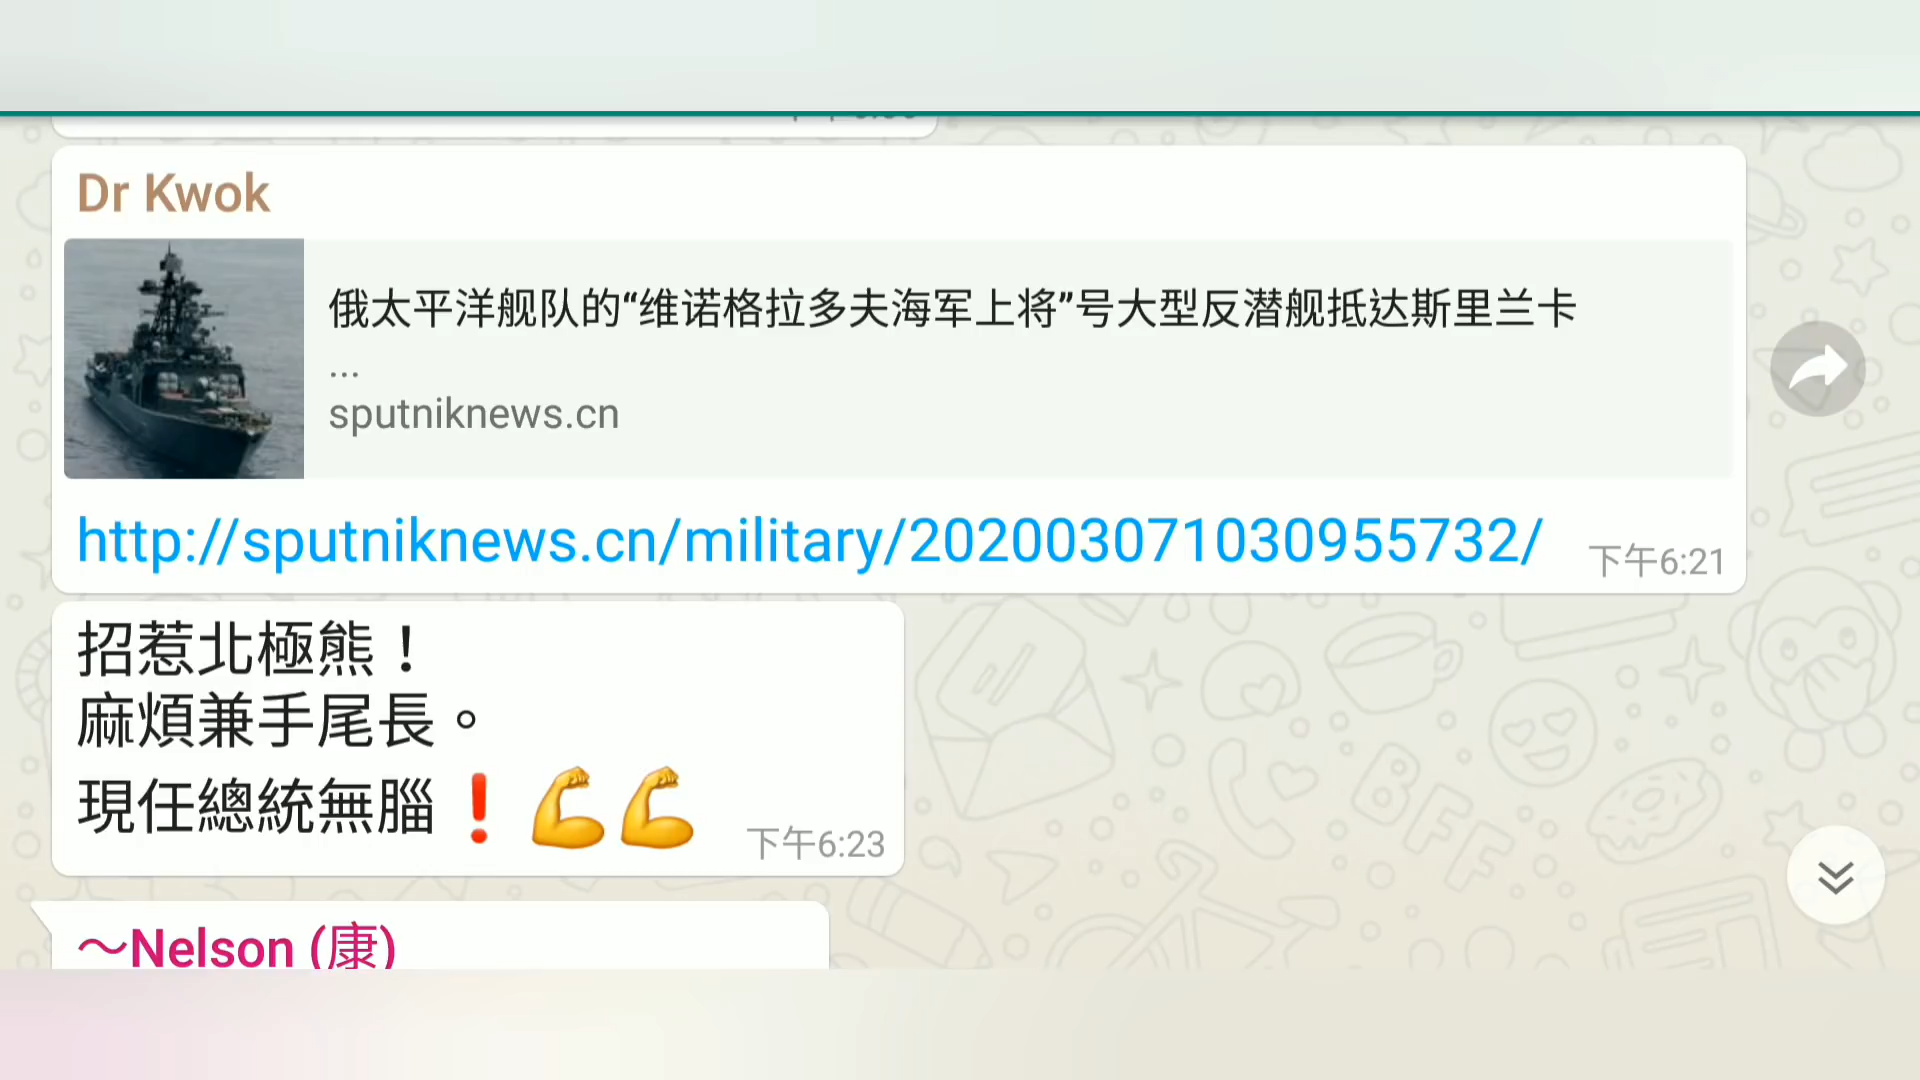 Dr Kwok
俄太平洋舰队的“维诺格拉多夫海军上将”号大型反潜舰抵达斯里兰卡
...
sputniknews.cn
http://sputniknews.cn/military/202003071030955732/
下午6:21
招惹北極熊！
麻煩兼手尾長。
現任總統無腦❗💪💪
下午6:23
～Nelson (康)